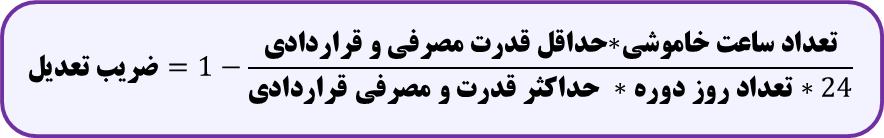 ضریب تعدیل = 1 − تعداد ساعت خاموشی*حداقل قدرت مصرفی و قراردادی
24 * تعداد روز دوره * حداکثر قدرت و مصرفی قراردادی